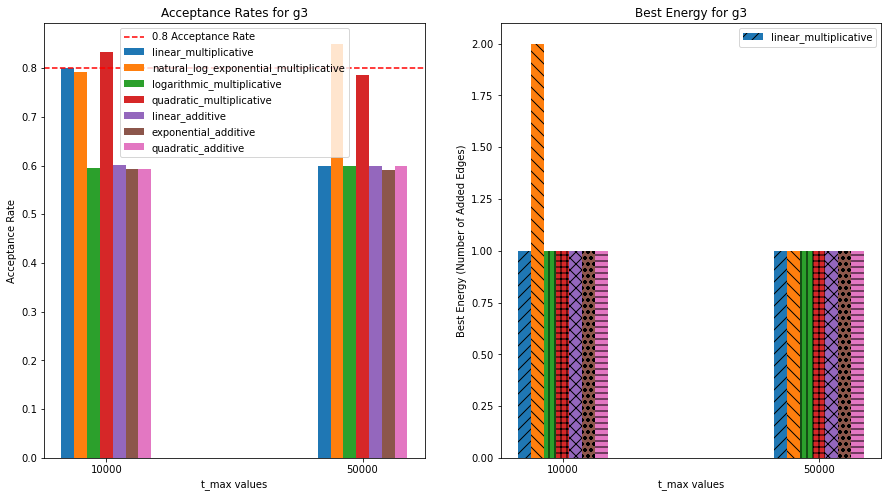 Acceptance Rates for g3
0.8 Acceptance Rate
linear_multiplicative
natural_log_exponential_multiplicative
logarithmic_multiplicative
quadratic_multiplicative
linear_additive
exponential_additive
quadratic_additive
Acceptance Rate
0.8
0.7
0.6
0.5
0.4
0.3
0.2
0.1
0.0
10000
50000
t_max values
Best Energy for g3
linear_multiplicative
Best Energy (Number of Added Edges)
2.00
1.75
1.50
1.25
1.00
0.75
0.50
0.25
0.00
10000
50000
t_max values